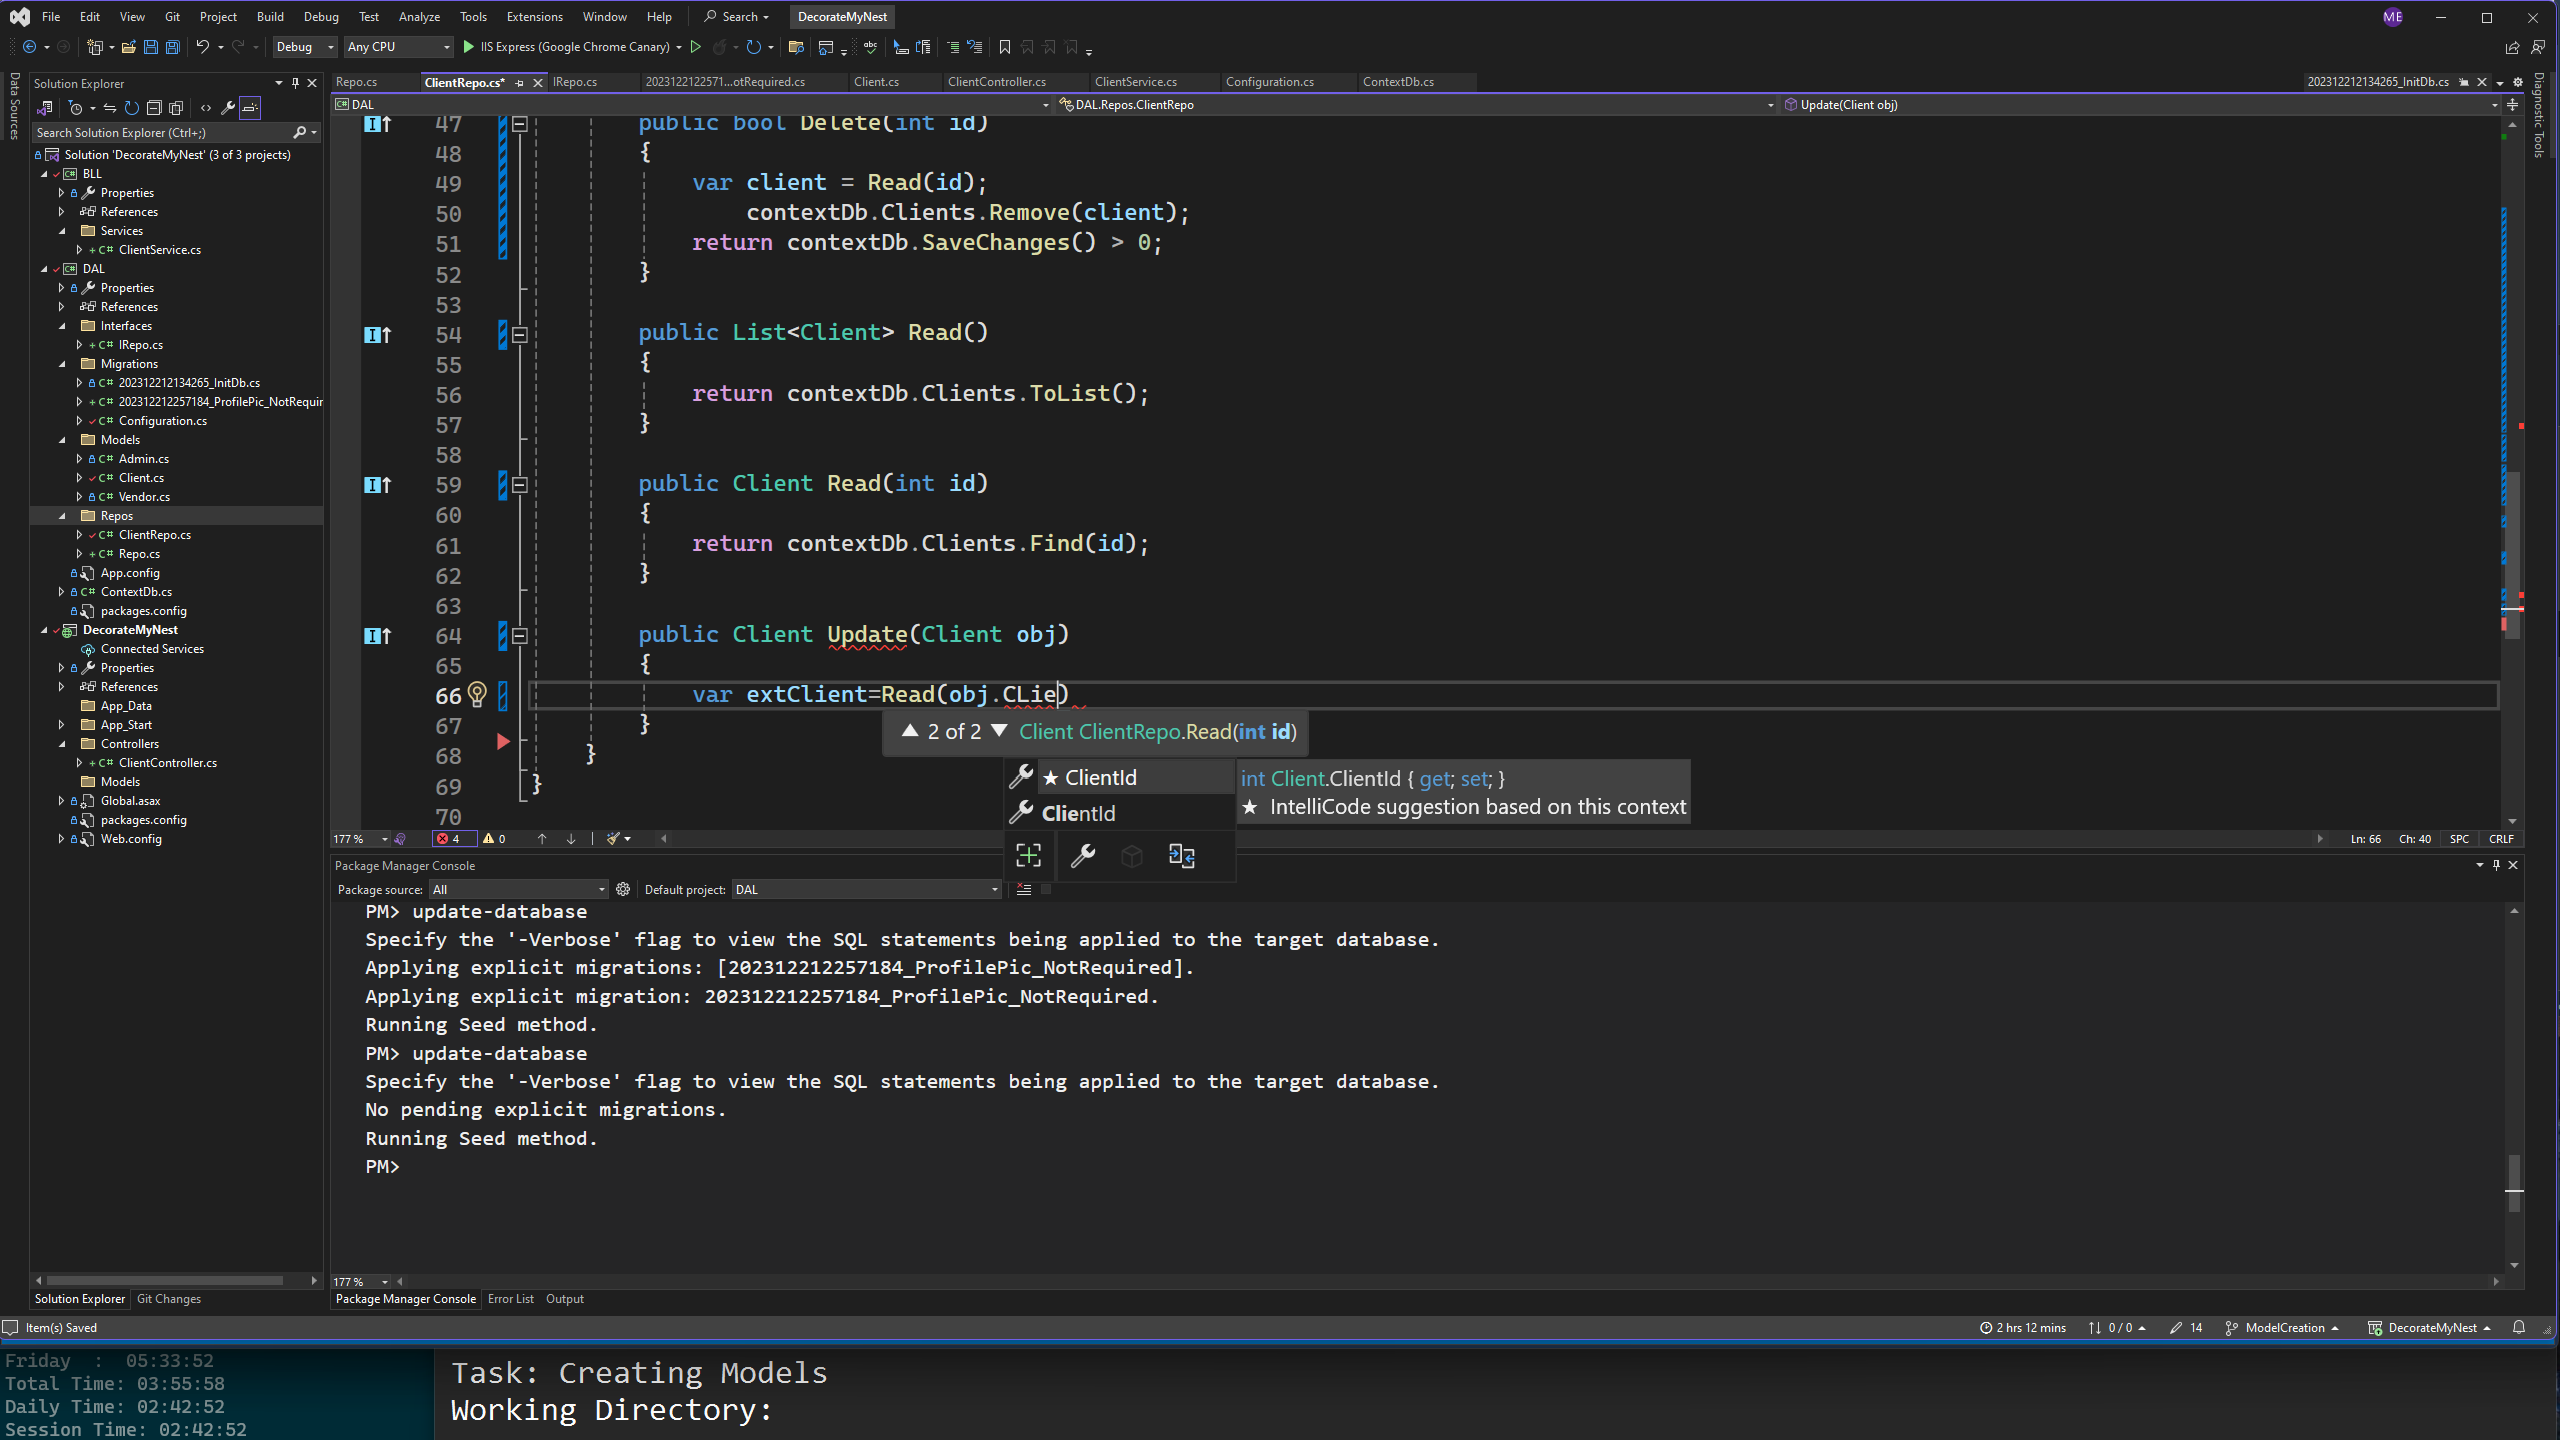 File Edit View Git Project Build Debug Test Analyze Tools Extensions Window Help Search DecorateMyNest ME
Debug Any CPU IIS Express (Google Chrome Canary)
Data Sources
Solution Explorer
Search Solution Explorer (Ctrl+;)
Solution 'DecorateMyNest' (3 of 3 projects)
BLL
Properties
References
Services
C# ClientService.cs
DAL
Properties
References
Interfaces
C# IRepo.cs
Migrations
C# 202312212134265_InitDb.cs
C# 202312212257184_ProfilePic_NotRequir
C# Configuration.cs
Models
C# Admin.cs
C# Client.cs
C# Vendor.cs
Repos
C# ClientRepo.cs
C# Repo.cs
App.config
C# ContextDb.cs
packages.config
DecorateMyNest
Connected Services
Properties
References
App_Data
App_Start
Controllers
C# ClientController.cs
Models
Global.asax
packages.config
Web.config
Solution Explorer Git Changes
Repo.cs ClientRepo.cs* IRepo.cs 2023122122571...otRequired.cs Client.cs ClientController.cs ClientService.cs Configuration.cs ContextDb.cs 202312212134265_InitDb.cs
DAL DAL.Repos.ClientRepo Update(Client obj)
Diagnostic Tools
47 public bool Delete(int id)
48 {
49 var client = Read(id);
50 contextDb.Clients.Remove(client);
51 return contextDb.SaveChanges() > 0;
52 }
53
54 public List<Client> Read()
55 {
56 return contextDb.Clients.ToList();
57 }
58
59 public Client Read(int id)
60 {
61 return contextDb.Clients.Find(id);
62 }
63
64 public Client Update(Client obj)
65 {
66 var extClient=Read(obj.CLie)
67 }
68 }
69 }
70
2 of 2 Client ClientRepo.Read(int id)
★ ClientId
ClientId
int Client.ClientId { get; set; }
★ IntelliCode suggestion based on this context
177 % 4 0 Ln: 66 Ch: 40 SPC CRLF
Package Manager Console
Package source: All Default project: DAL
PM> update-database
Specify the '-Verbose' flag to view the SQL statements being applied to the target database.
Applying explicit migrations: [202312212257184_ProfilePic_NotRequired].
Applying explicit migration: 202312212257184_ProfilePic_NotRequired.
Running Seed method.
PM> update-database
Specify the '-Verbose' flag to view the SQL statements being applied to the target database.
No pending explicit migrations.
Running Seed method.
PM>
177 %
Package Manager Console Error List Output
Item(s) Saved 2 hrs 12 mins 0 / 0 14 ModelCreation DecorateMyNest
Friday : 05:33:52
Total Time: 03:55:58
Daily Time: 02:42:52
Session Time: 02:42:52
Task: Creating Models
Working Directory: